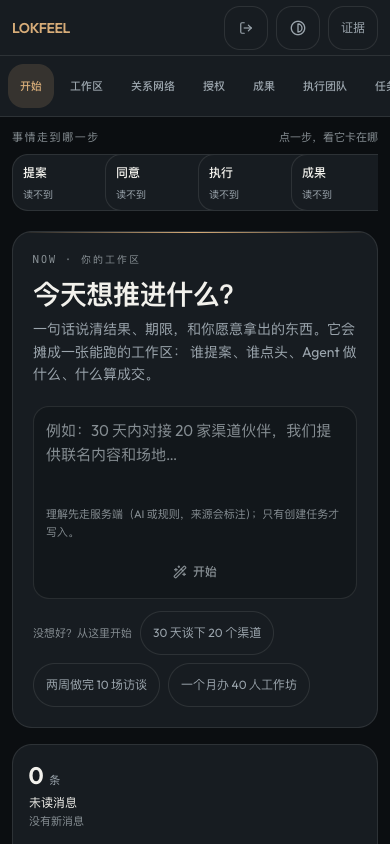 LOKFEEL
证据
开始 工作区 关系网络 授权 成果 执行团队
事情走到哪一步 点一步，看它卡在哪
提案 同意 执行 成果
读不到 读不到 读不到 读不到
NOW · 你的工作区
今天想推进什么?
一句话说清结果、期限，和你愿意拿出的东西。它会
摊成一张能跑的工作区： 谁提案、谁点头、Agent 做
什么、什么算成交。
例如：30 天内对接 20 家渠道伙伴，我们提
供联名内容和场地...
理解先走服务端（AI 或规则，来源会标注）；只有创建任务才
写入。
开始
没想好？从这里开始 30 天谈下 20 个渠道
两周做完 10 场访谈 一个月办 40 人工作坊
0 条
未读消息
没有新消息